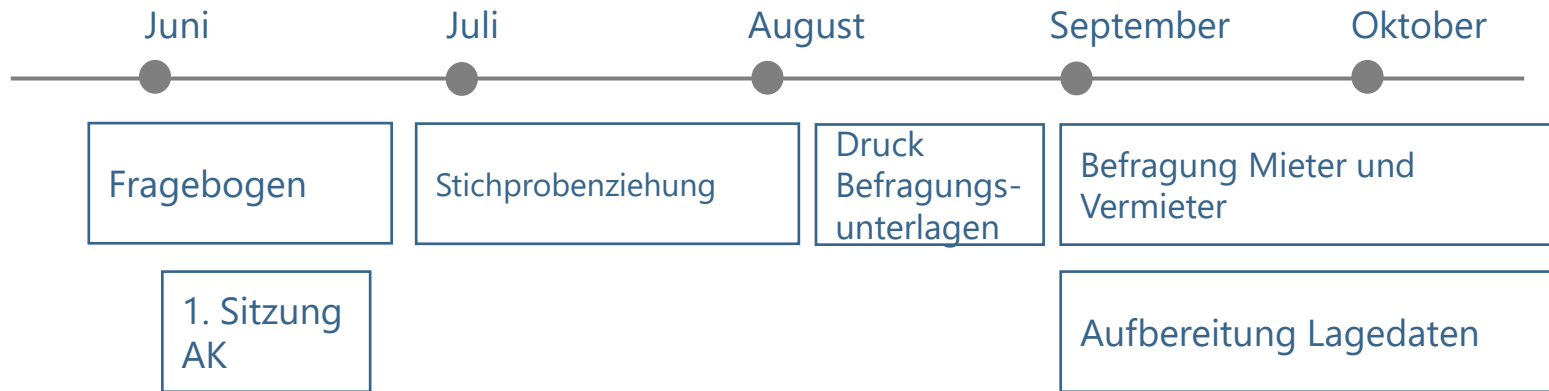 Juni Juli August September Oktober
Fragebogen
Stichprobenziehung
Druck
Befragungs-
unterlagen
Befragung Mieter und
Vermieter
1. Sitzung
AK
Aufbereitung Lagedaten